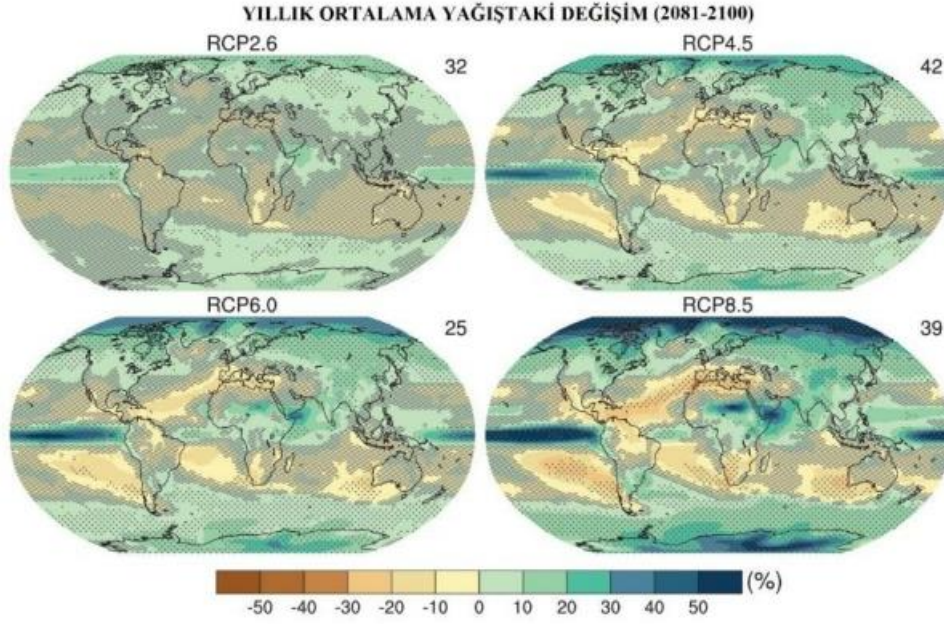 YILLIK ORTALAMA YAĞIŞTAKİ DEĞİŞİM (2081-2100)
RCP2.6
32
RCP4.5
42
RCP6.0
25
RCP8.5
39
(%)
-50 -40 -30 -20 -10 0 10 20 30 40 50